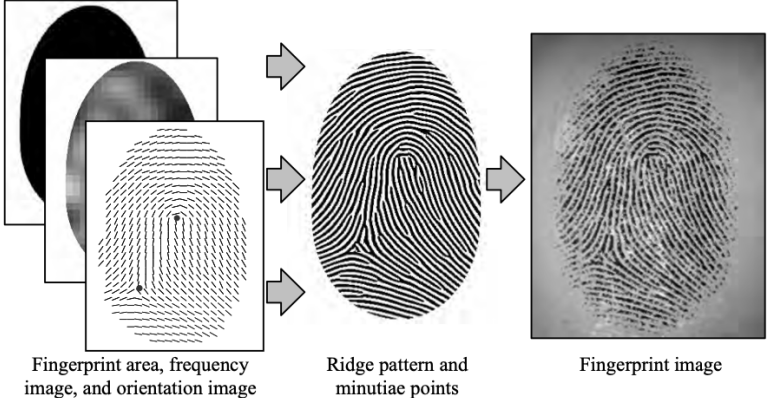 Fingerprint area, frequency
image, and orientation image
Ridge pattern and
minutiae points
Fingerprint image